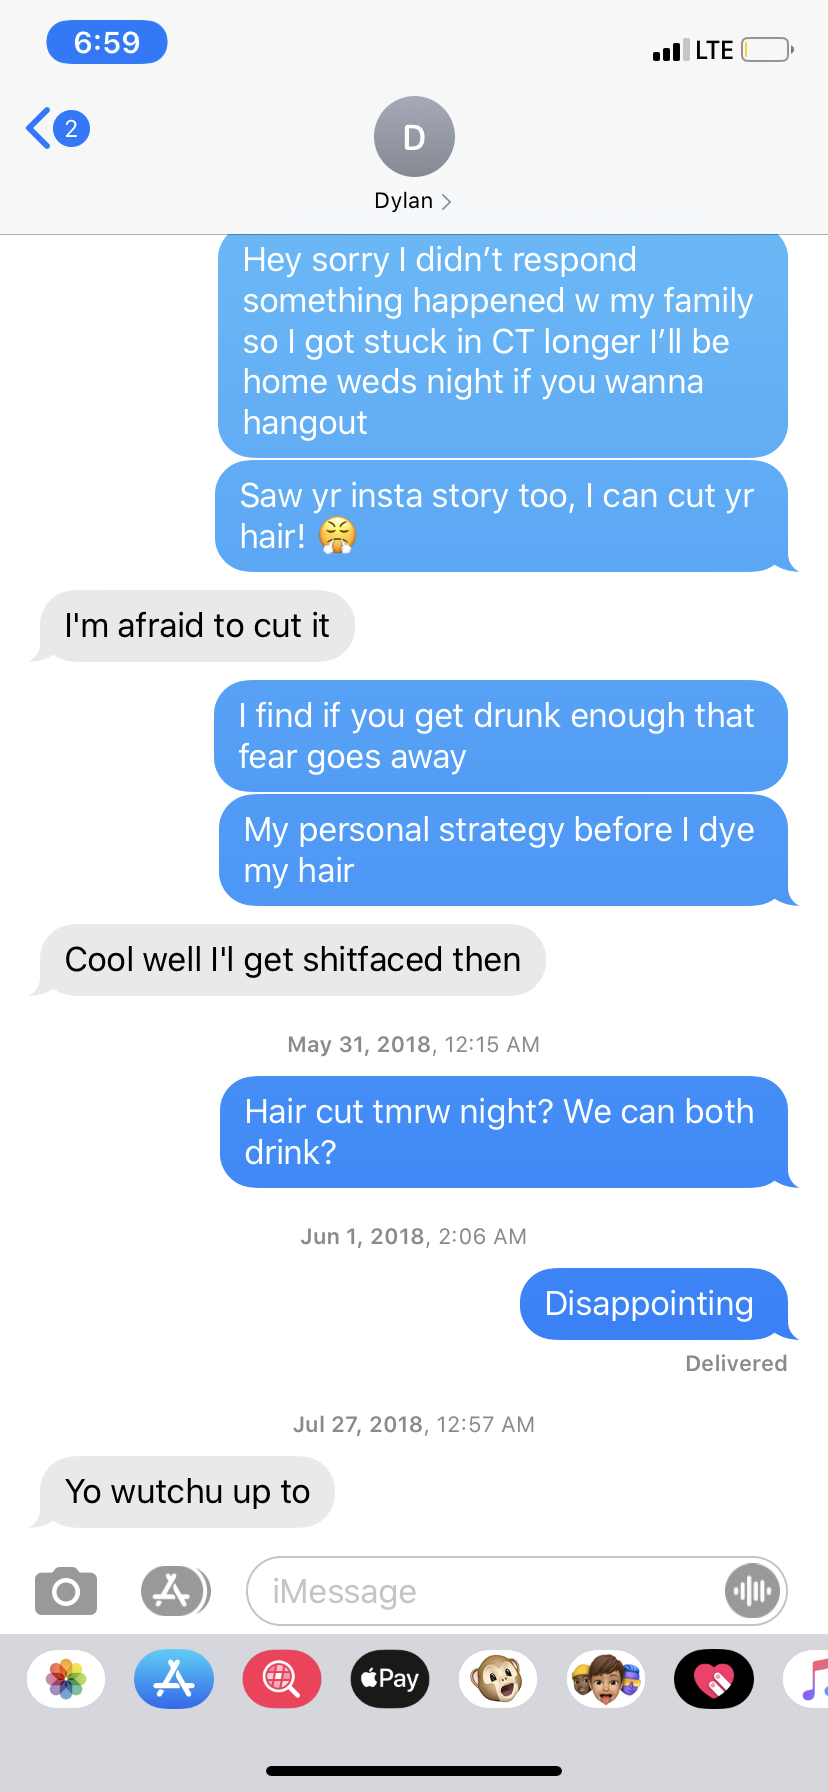 6:59
LTE
2
D
Dylan
Hey sorry I didn’t respond
something happened w my family
so I got stuck in CT longer I’ll be
home weds night if you wanna
hangout
Saw yr insta story too, I can cut yr
hair! 😤
I'm afraid to cut it
I find if you get drunk enough that
fear goes away
My personal strategy before I dye
my hair
Cool well I'l get shitfaced then
May 31, 2018, 12:15 AM
Hair cut tmrw night? We can both
drink?
Jun 1, 2018, 2:06 AM
Disappointing
Delivered
Jul 27, 2018, 12:57 AM
Yo wutchu up to
iMessage
Pay